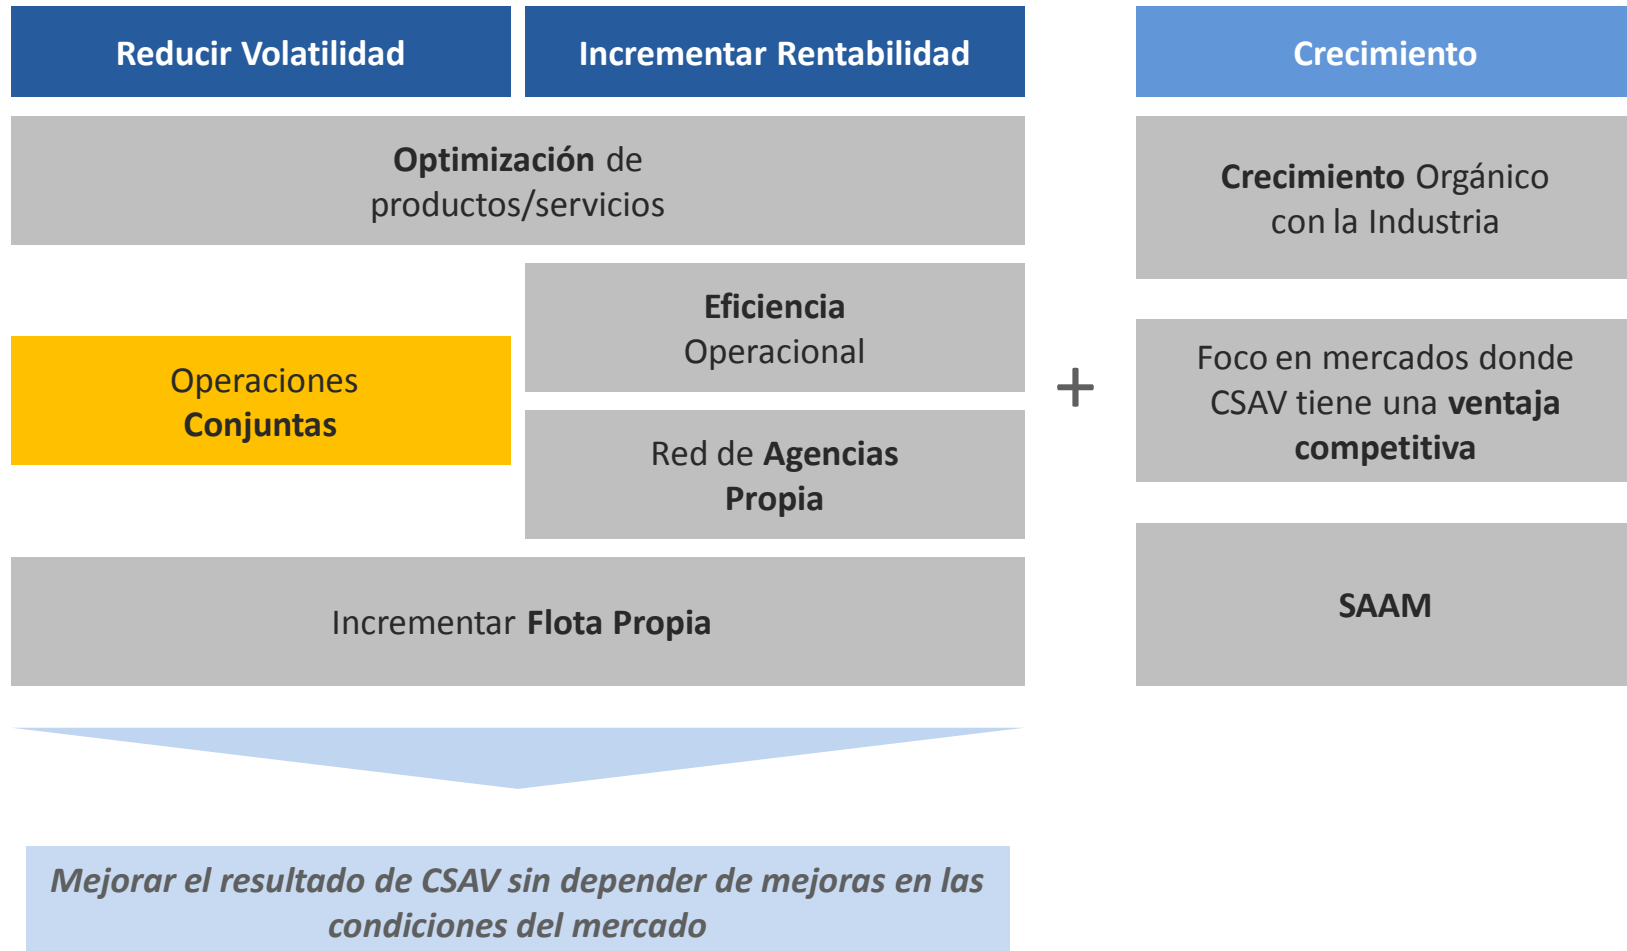 Reducir Volatilidad
Incrementar Rentabilidad
Crecimiento
Optimización de
productos/servicios
Eficiencia
Operacional
Operaciones
Conjuntas
Red de Agencias
Propia
Incrementar Flota Propia
+
Crecimiento Orgánico
con la Industria
Foco en mercados donde
CSAV tiene una ventaja
competitiva
SAAM
Mejorar el resultado de CSAV sin depender de mejoras en las
condiciones del mercado